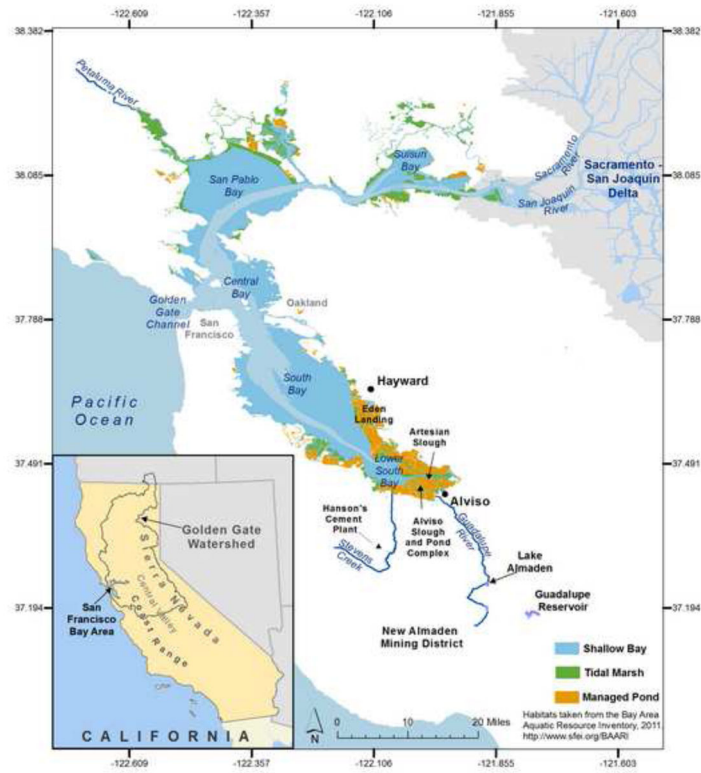 -122.609
-122.357
-122.106
-121.855
-121.603
38.382
38.382
Petaluma River
Suisun
Bay
Sacramento
River
Sacramento -
San Joaquin
Delta
38.085
38.085
San Pablo
Bay
San Joaquin
River
Central
Bay
Golden
Gate
Channel
Oakland
San
Francisco
37.788
37.788
South
Bay
Hayward
Eden
Landing
Pacific
Ocean
Artesian
Slough
37.491
37.491
Lower
South
Bay
Alviso
Hanson's
Cement
Plant
Alviso
Slough
and Pond
Complex
Guadalupe
River
Stevens
Creek
Lake
Almaden
Guadalupe
Reservoir
37.194
37.194
New Almaden
Mining District
Golden Gate
Watershed
Sierra Nevada
Central Valley
Coast Range
San
Francisco
Bay Area
CALIFORNIA
Shallow Bay
Tidal Marsh
Managed Pond
Habitats taken from the Bay Area
Aquatic Resource Inventory, 2011.
http://www.sfei.org/BAARI
N
0 10 20 Miles
-122.609
-122.357
-122.106
-121.855
-121.603